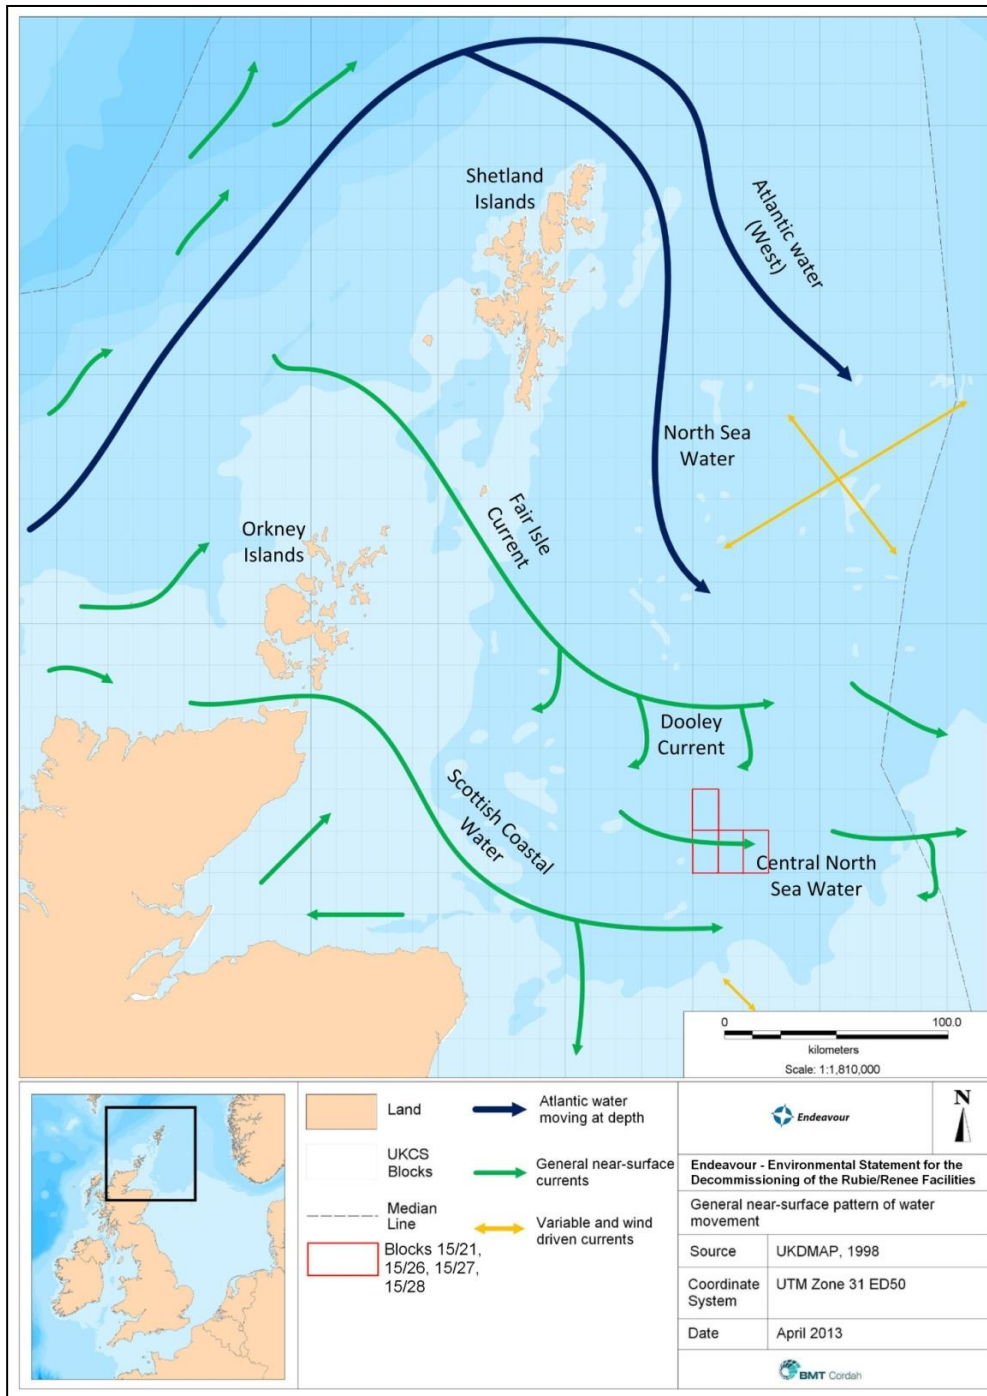 Shetland
Islands
Atlantic water
(West)
North Sea
Water
Fair Isle
Current
Orkney
Islands
Dooley
Current
Scottish Coastal
Water
Central North
Sea Water
0
100.0
kilometers
Scale: 1:1,810,000
Land
UKCS
Blocks
Median
Line
Blocks 15/21,
15/26, 15/27,
15/28
Atlantic water
moving at depth
General near-surface
currents
Variable and wind
driven currents
Endeavour
N
Endeavour - Environmental Statement for the
Decommissioning of the Rubie/Renee Facilities
General near-surface pattern of water
movement
Source
UKDMAP, 1998
Coordinate
System
UTM Zone 31 ED50
Date
April 2013
BMT Cordah